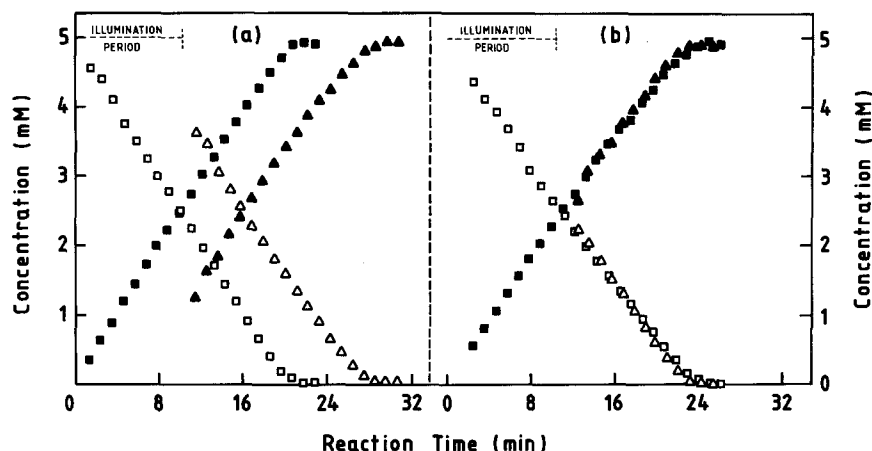 ILLUMINATION
PERIOD
(a)
ILLUMINATION
PERIOD
(b)
5
4
3
2
1
0
Concentration (mM)
5
4
3
2
1
0
Concentration (mM)
0 16 24 32
0 8 16 24 32
Reaction Time (min)